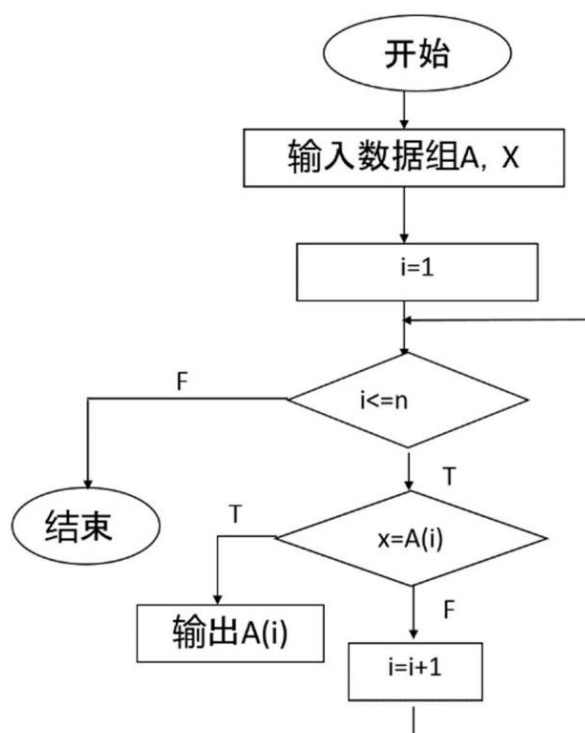 开始
输入数据组A, X
i=1
F
i<=n
T
结束
T
x=A(i)
F
输出A(i)
i=i+1